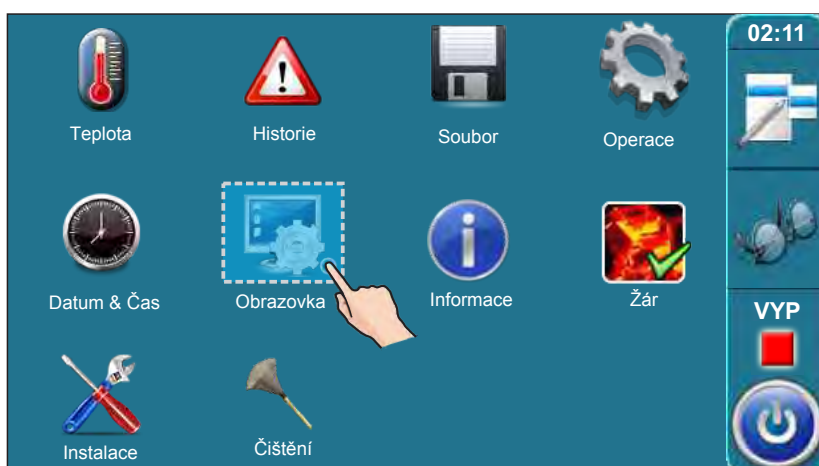 02:11
Teplota
Historie
Soubor
Operace
Datum & Čas
Obrazovka
Informace
Žár
VYP
Instalace
Čištění